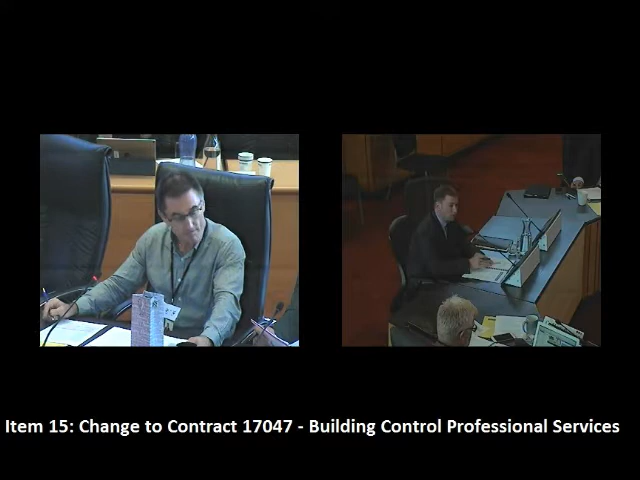 Item 15: Change to Contract 17047 - Building Control Professional Services